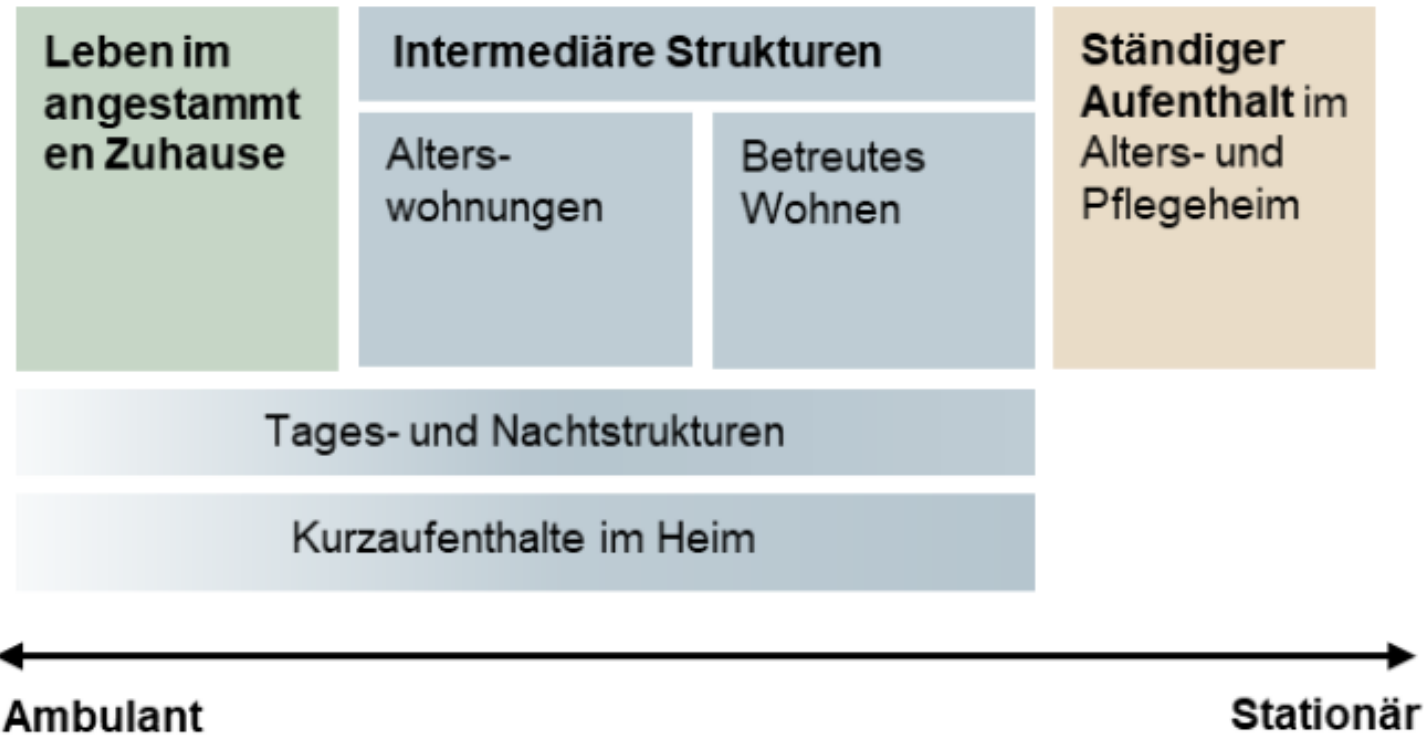 Leben im
angestammt
en Zuhause
Intermediäre Strukturen
Alters-
wohnungen
Betreutes
Wohnen
Ständiger
Aufenthalt im
Alters- und
Pflegeheim
Tages- und Nachtstrukturen
Kurzaufenthalte im Heim
Ambulant
Stationär